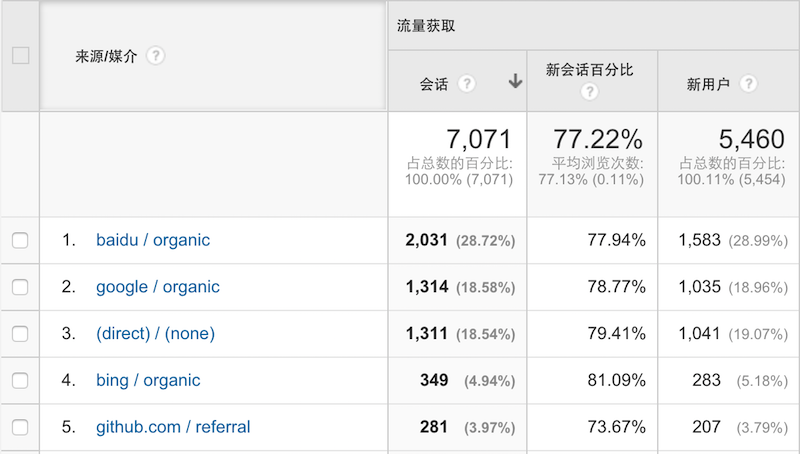 来源/媒介 ?
流量获取
会话 ?
新会话百分比 ?
新用户 ?
7,071
占总数的百分比:
100.00% (7,071)
77.22%
平均浏览次数:
77.13% (0.11%)
5,460
占总数的百分比:
100.11% (5,454)
1. baidu / organic 2,031 (28.72%) 77.94% 1,583 (28.99%)
2. google / organic 1,314 (18.58%) 78.77% 1,035 (18.96%)
3. (direct) / (none) 1,311 (18.54%) 79.41% 1,041 (19.07%)
4. bing / organic 349 (4.94%) 81.09% 283 (5.18%)
5. github.com / referral 281 (3.97%) 73.67% 207 (3.79%)